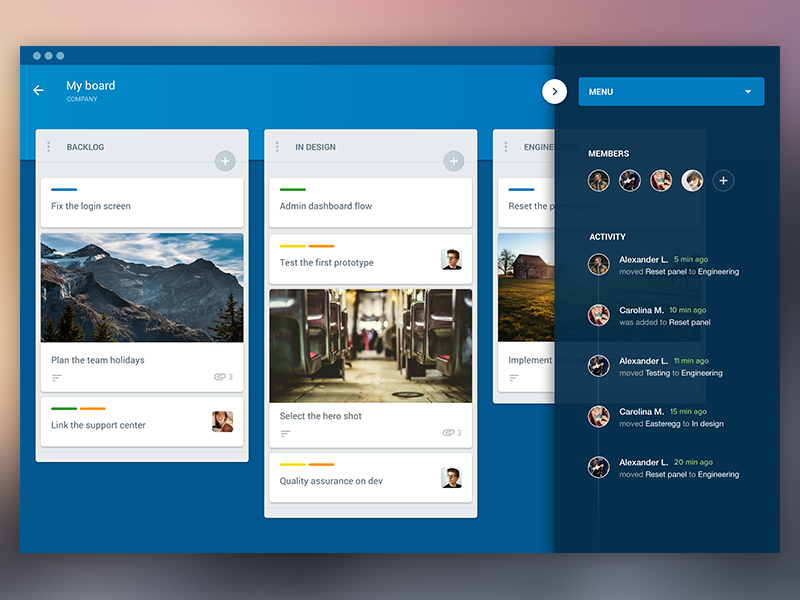 My board
COMPANY
MENU
BACKLOG
Fix the login screen
Plan the team holidays
3
Link the support center
IN DESIGN
Admin dashboard flow
Test the first prototype
Select the hero shot
3
Quality assurance on dev
Reset the
Implement
MEMBERS
ACTIVITY
Alexander L. 5 min ago
moved Reset panel to Engineering
Carolina M. 10 min ago
was added to Reset panel
Alexander L. 11 min ago
moved Testing to Engineering
Carolina M. 15 min ago
moved Easteregg to In design
Alexander L. 20 min ago
moved Reset panel to Engineering